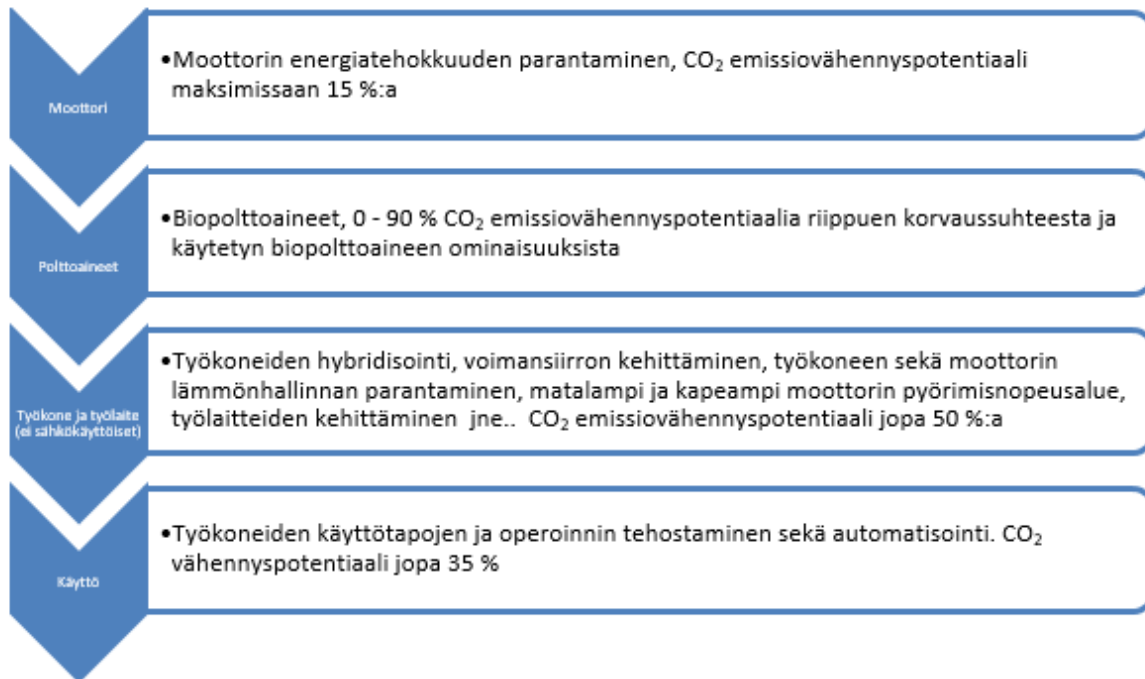 Moottori
•Moottorin energiatehokkuuden parantaminen, CO₂ emissiovähennyspotentiaali
maksimissaan 15 %:a
Polttoaineet
•Biopolttoaineet, 0 - 90 % CO₂ emissiovähennyspotentiaalia riippuen korvaussuhteesta ja
käytetyn biopolttoaineen ominaisuuksista
Työkone ja työlaite
(ei sähkökäyttöiset)
•Työkoneiden hybridisointi, voimansiirron kehittäminen, työkoneen sekä moottorin
lämmönhallinnan parantaminen, matalampi ja kapeampi moottorin pyörimisnopeusalue,
työlaitteiden kehittäminen jne.. CO₂ emissiovähennyspotentiaali jopa 50 %:a
Käyttö
•Työkoneiden käyttötapojen ja operoinnin tehostaminen sekä automatisointi. CO₂
vähennyspotentiaali jopa 35 %